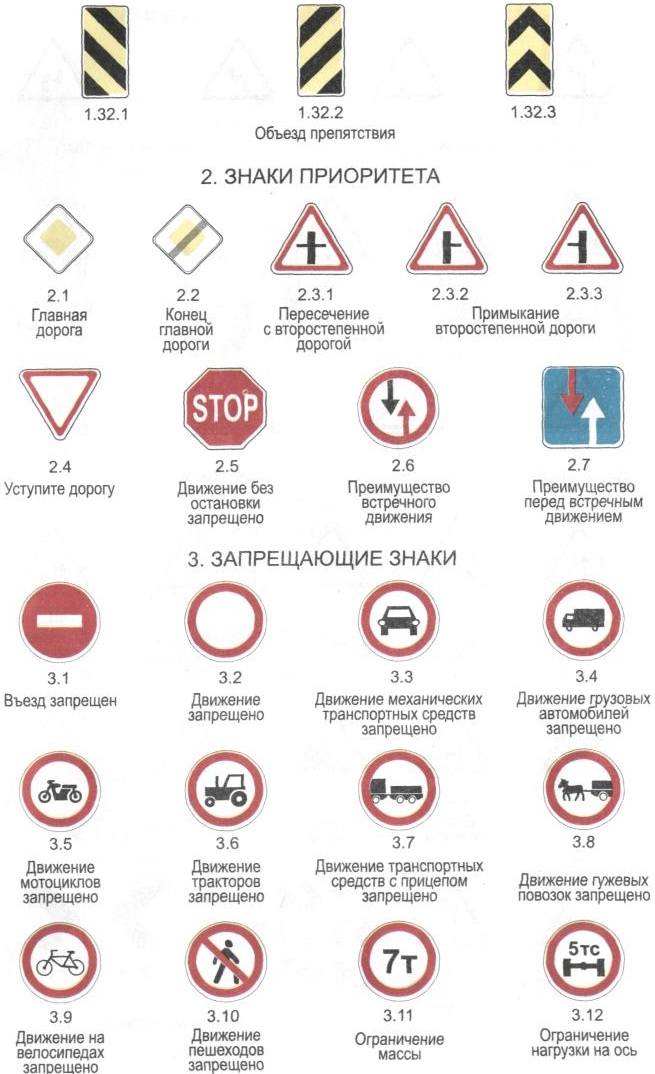 1.32.1 1.32.2 1.32.3
Объезд препятствия
2. ЗНАКИ ПРИОРИТЕТА
2.1 2.2 2.3.1 2.3.2 2.3.3
Главная
дорога
Конец
главной
дороги
Пересечение
с второстепенной
дорогой
Примыкание
второстепенной дороги
STOP
2.4 2.5 2.6 2.7
Уступите дорогу
Движение без
остановки
запрещено
Преимущество
встречного
движения
Преимущество
перед встречным
движением
3. ЗАПРЕЩАЮЩИЕ ЗНАКИ
3.1 3.2 3.3 3.4
Въезд запрещен
Движение
запрещено
Движение механических
транспортных средств
запрещено
Движение грузовых
автомобилей
запрещено
3.5 3.6 3.7 3.8
Движение
мотоциклов
запрещено
Движение
тракторов
запрещено
Движение транспортных
средств с прицепом
запрещено
Движение гужевых
повозок запрещено
7т
5тс
3.9 3.10 3.11 3.12
Движение на
велосипедах
запрещено
Движение
пешеходов
запрещено
Ограничение
массы
Ограничение
нагрузки на ось